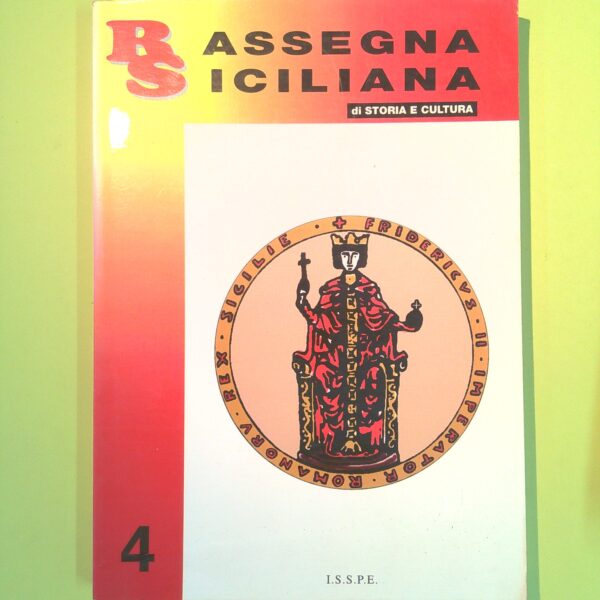 RASSEGNA
SICILIANA
di STORIA E CULTURA
+ FRIDERICVS · II · IMPERATOR · ROMANORV · REX · SICILIE ·
4
I.S.S.P.E.